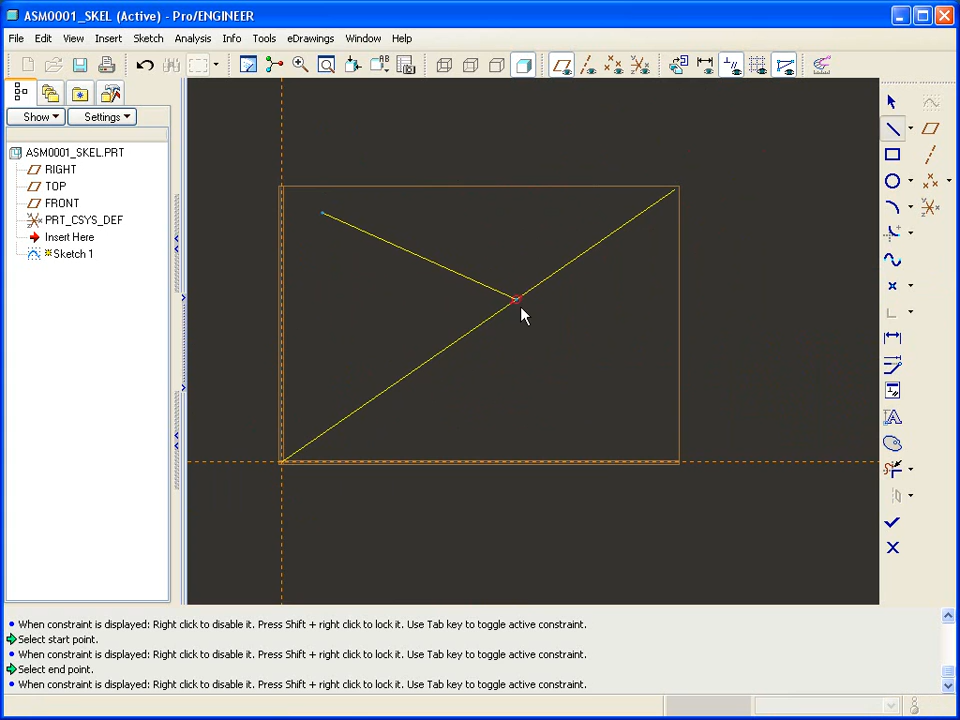 ASM0001_SKEL (Active) - Pro/ENGINEER
File Edit View Insert Sketch Analysis Info Tools eDrawings Window Help
Show Settings
ASM0001_SKEL.PRT
RIGHT
TOP
FRONT
PRT_CSYS_DEF
Insert Here
Sketch 1
When constraint is displayed: Right click to disable it. Press Shift + right click to lock it. Use Tab key to toggle active constraint.
Select start point.
When constraint is displayed: Right click to disable it. Press Shift + right click to lock it. Use Tab key to toggle active constraint.
Select end point.
When constraint is displayed: Right click to disable it. Press Shift + right click to lock it. Use Tab key to toggle active constraint.